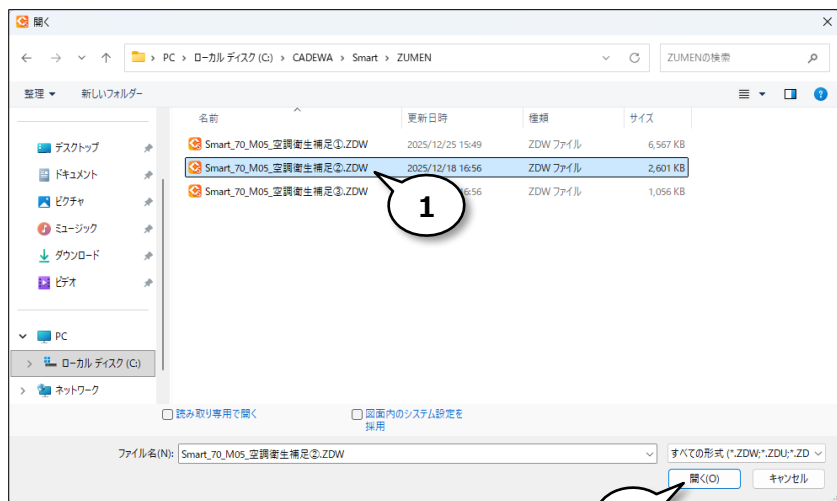 開く
PC › ローカル ディスク (C:) › CADEWA › Smart › ZUMEN
ZUMENの検索
整理 新しいフォルダー
名前 更新日時 種類 サイズ
Smart_70_M05_空調衛生補足①.ZDW 2025/12/25 15:49 ZDW ファイル 6,567 KB
Smart_70_M05_空調衛生補足②.ZDW 2025/12/18 16:56 ZDW ファイル 2,601 KB
Smart_70_M05_空調衛生補足③.ZDW 16:56 ZDW ファイル 1,056 KB
1
デスクトップ
ドキュメント
ピクチャ
ミュージック
ダウンロード
ビデオ
PC
ローカル ディスク (C:)
ネットワーク
読み取り専用で開く
図面内のシステム設定を
採用
ファイル名(N): Smart_70_M05_空調衛生補足②.ZDW
すべての形式 (*.ZDW;*.ZDU;*.ZD
開く(O) キャンセル